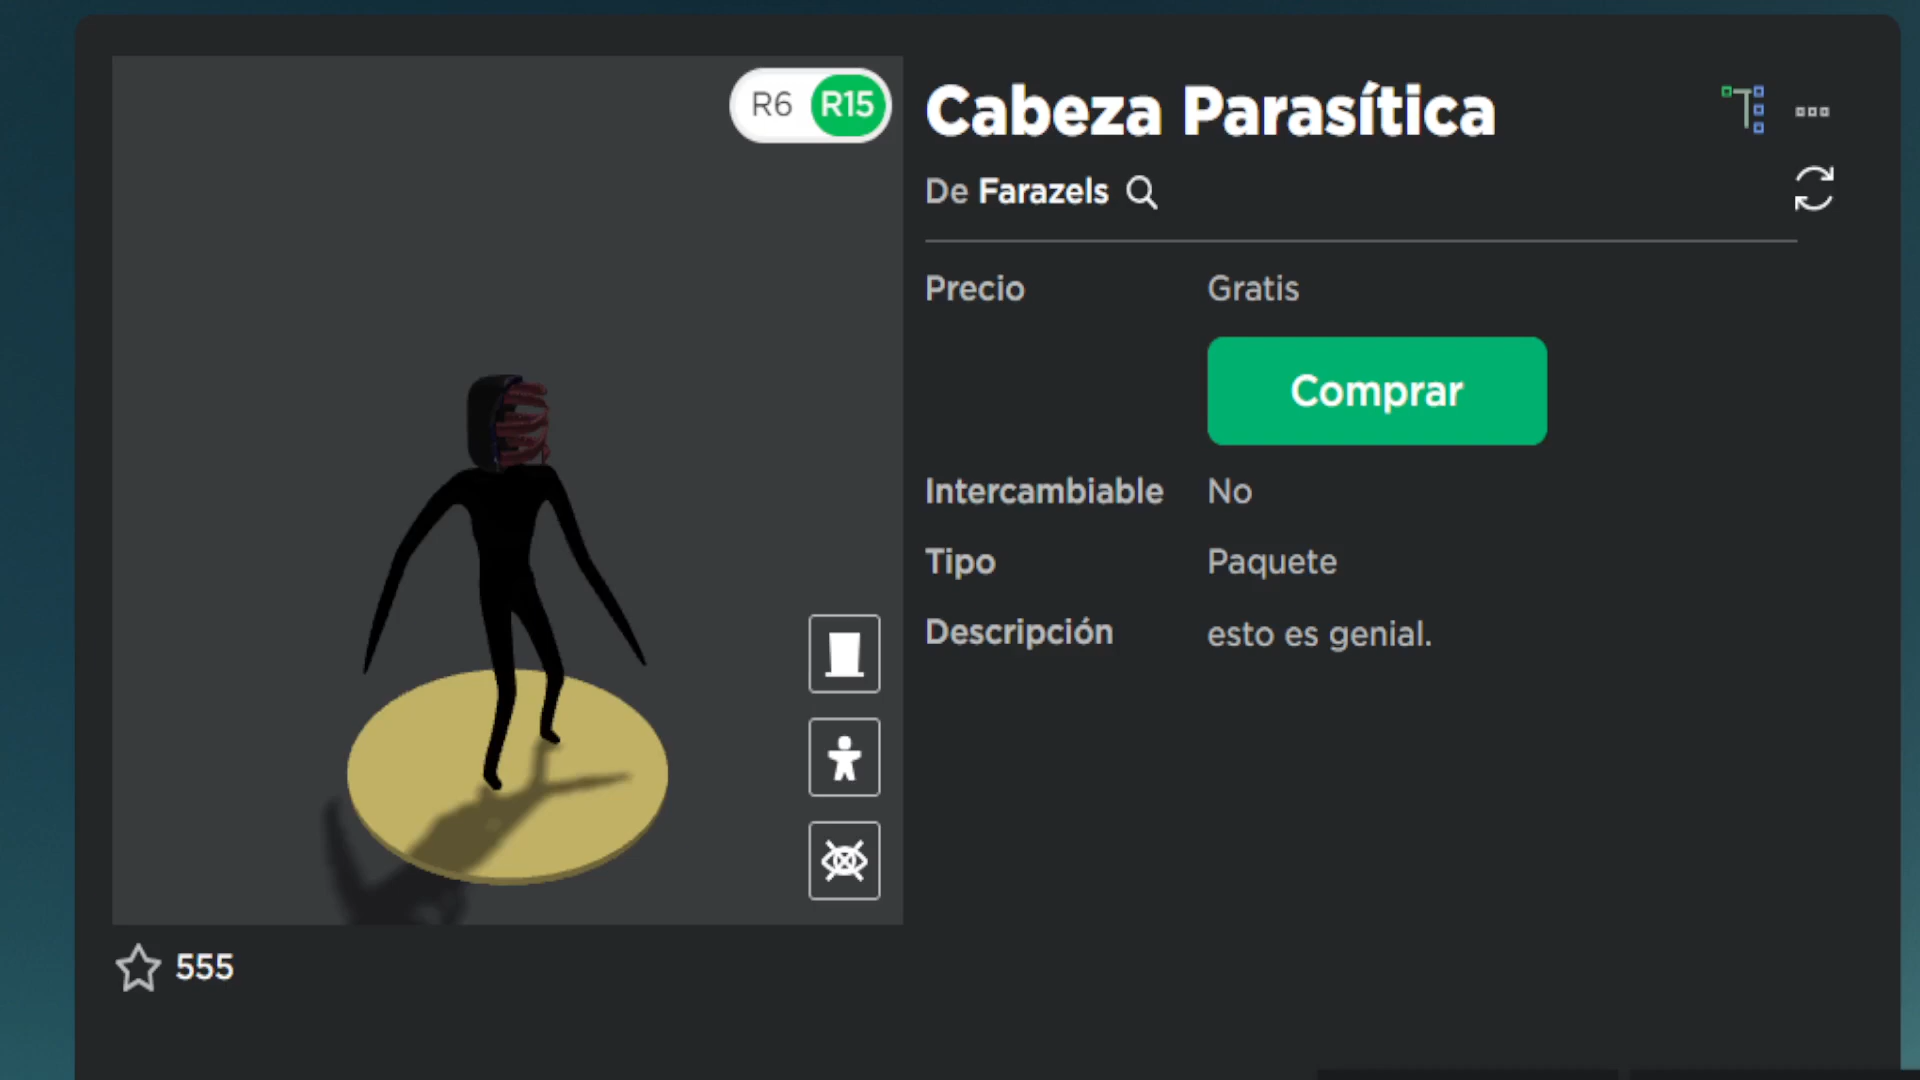 R6 R15
Cabeza Parasítica
De Farazels
Precio Gratis
Comprar
Intercambiable No
Tipo Paquete
Descripción esto es genial.
555